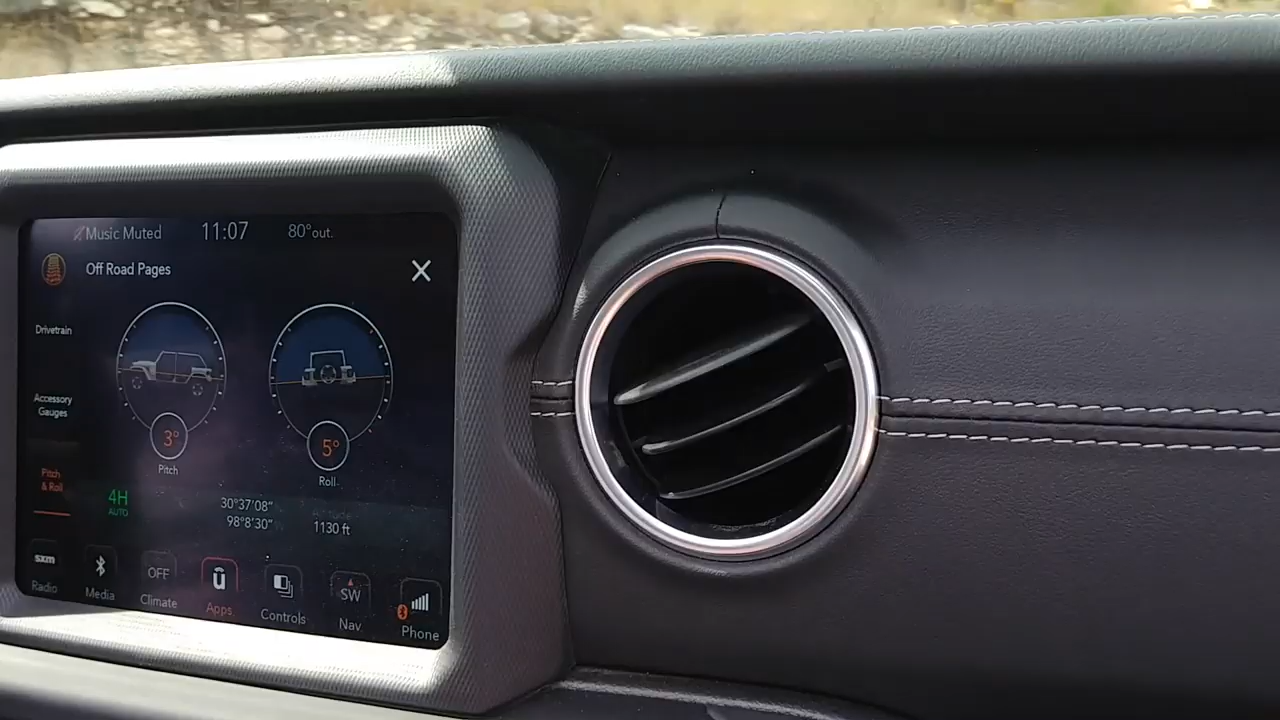 Music Muted 11:07 80°out.
Off Road Pages X
Drivetrain
Accessory
Gauges
Pitch
& Roll
3°
Pitch
5°
Roll
4H
AUTO
30°37'08"
98°8'30"
1130 ft
sxm
Radio
Media
OFF
Climate
ū
Apps
Controls
SW
Nav
Phone